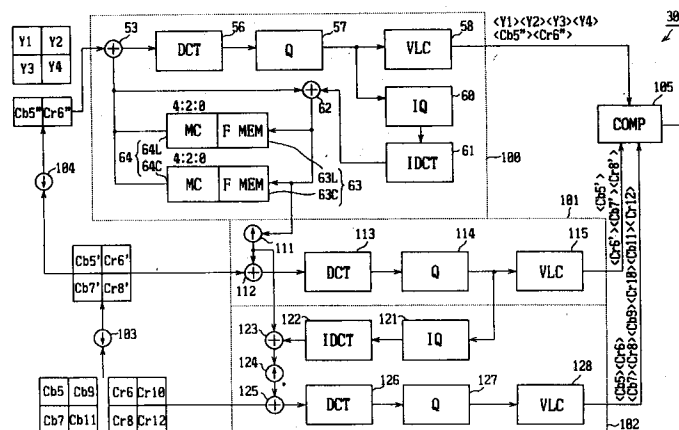 30
56
57
58
<Y1><Y2><Y3><Y4>
<Cb5"><Cr6">
Y1 Y2
Y3 Y4
53
DCT
Q
VLC
105
COMP
Cb5" Cr6"
62
60
IQ
4:2:0
MC F MEM
64L
64
64C
4:2:0
MC F MEM
63L
63C
63
61
IDCT
100
104
101
<Cb5'>
<Cr6'><Cb7'><Cr8'>
111
113
114
115
Cb5' Cr6'
Cb7' Cr8'
112
DCT
Q
VLC
103
122
121
123
IDCT
IQ
124
<Cb5><Cr6>
<Cb7><Cr8><Cb9><Cr10><Cb11><Cr12>
126
127
128
Cb5 Cb9
Cb7 Cb11
Cr6 Cr10
Cr8 Cr12
125
DCT
Q
VLC
102